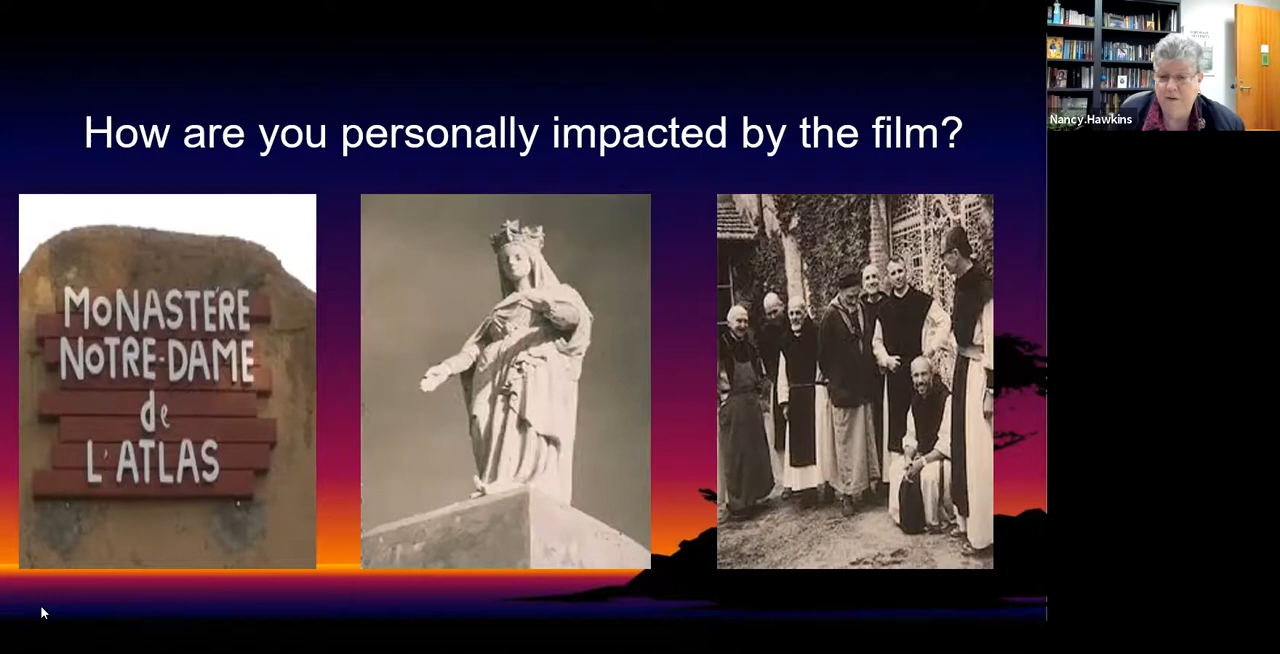 How are you personally impacted by the film?
MoNASTÈRE
NoTRE-DAME
de
L'ATLAS
Nancy.Hawkins